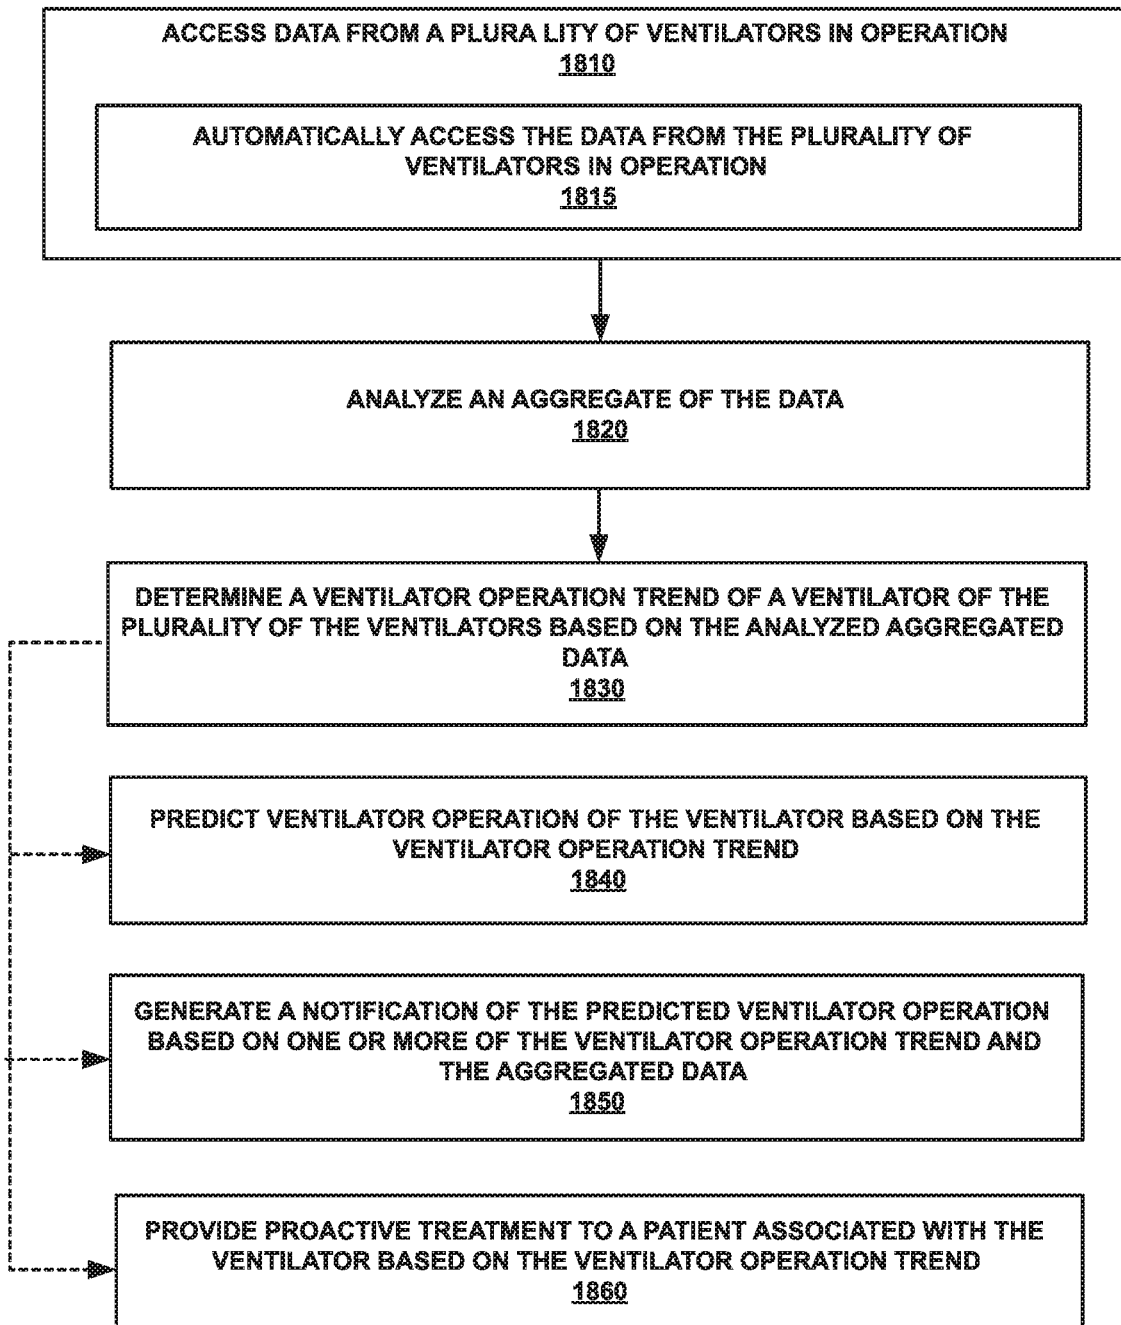 ACCESS DATA FROM A PLURA LITY OF VENTILATORS IN OPERATION
1810
AUTOMATICALLY ACCESS THE DATA FROM THE PLURALITY OF
VENTILATORS IN OPERATION
1815
ANALYZE AN AGGREGATE OF THE DATA
1820
DETERMINE A VENTILATOR OPERATION TREND OF A VENTILATOR OF THE
PLURALITY OF THE VENTILATORS BASED ON THE ANALYZED AGGREGATED
DATA
1830
PREDICT VENTILATOR OPERATION OF THE VENTILATOR BASED ON THE
VENTILATOR OPERATION TREND
1840
GENERATE A NOTIFICATION OF THE PREDICTED VENTILATOR OPERATION
BASED ON ONE OR MORE OF THE VENTILATOR OPERATION TREND AND
THE AGGREGATED DATA
1850
PROVIDE PROACTIVE TREATMENT TO A PATIENT ASSOCIATED WITH THE
VENTILATOR BASED ON THE VENTILATOR OPERATION TREND
1860